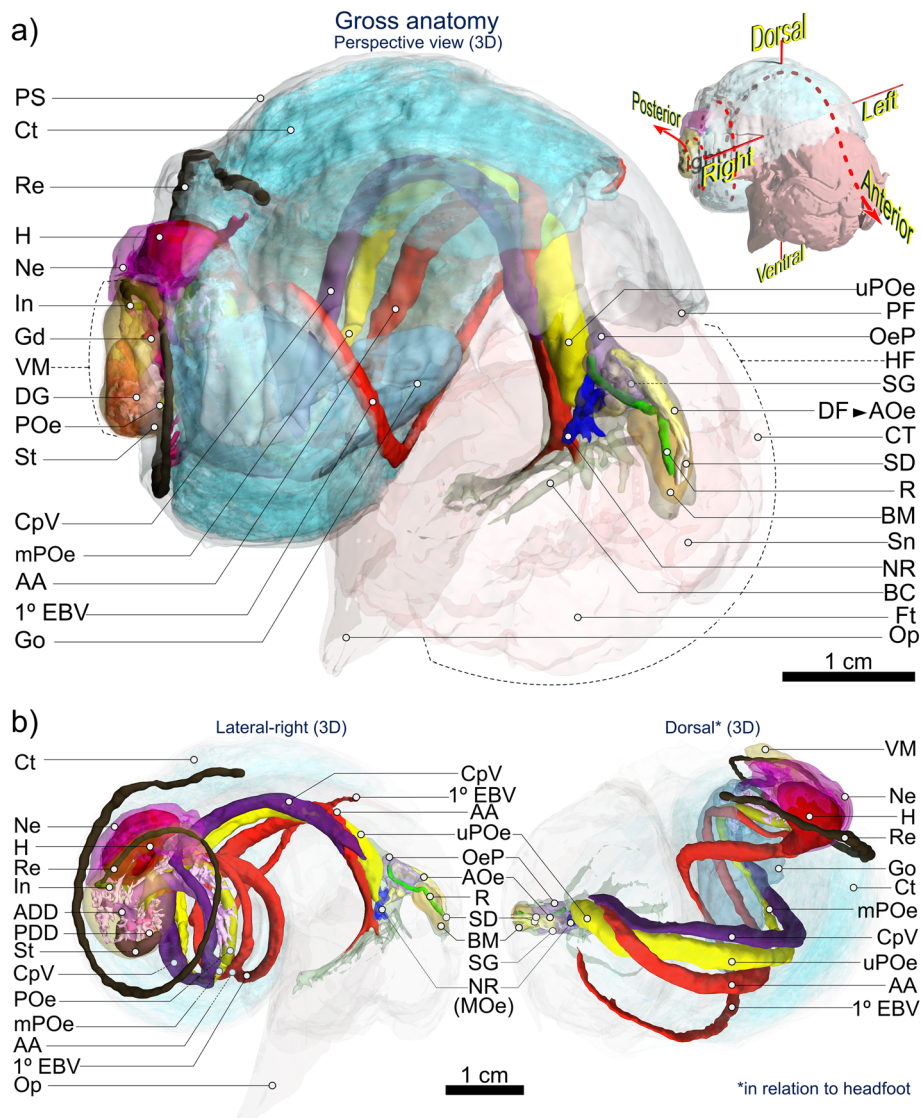 a)
Gross anatomy
Perspective view (3D)
PS
Ct
Re
H
Ne
In
Gd
VM
DG
POe
St
CpV
mPOe
AA
1º EBV
Go
Dorsal
Posterior
Left
Right
Anterior
Ventral
uPOe
PF
OeP
HF
SG
DF ► AOe
CT
SD
R
BM
Sn
NR
BC
Ft
Op
1 cm
b)
Lateral-right (3D)
Ct
Ne
H
Re
In
ADD
PDD
St
CpV
POe
mPOe
AA
1º EBV
Op
CpV
1º EBV
AA
uPOe
OeP
AOe
R
SD
BM
SG
NR
(MOe)
1 cm
Dorsal* (3D)
VM
Ne
H
Re
Go
Ct
mPOe
CpV
uPOe
AA
1º EBV
*in relation to headfoot